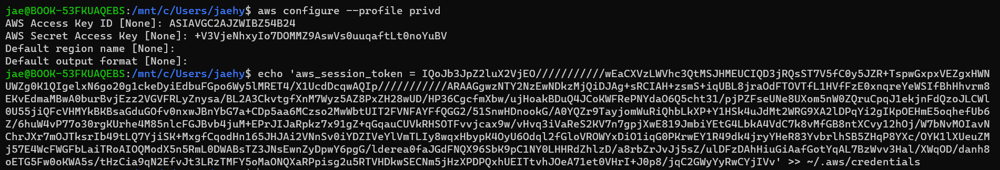 jae@BOOK-53FKUAQEBS:/mnt/c/Users/jaehy$ aws configure --profile privd
AWS Access Key ID [None]: ASIAVGC2AJZWIBZ54B24
AWS Secret Access Key [None]: +V3VjeNhxyIo7DOMMZ9AswVs0uuqaftLt0noYuBV
Default region name [None]:
Default output format [None]:
jae@BOOK-53FKUAQEBS:/mnt/c/Users/jaehy$ echo 'aws_session_token = IQoJb3JpZ2luX2VjEO///////////wEaCXVzLWVhc3QtMSJHMEUCIQD3jRQsST7V5fC0y5JZR+TspwGxpxVEZgxHWN
UWZg0K1QIgelxN6go20g1ckeDyiEdbuFGpo6Wy5lMRET4/X1UcdDcqwAQIp///////////ARAAGgwzNTY2NzEwNDkzMjQiDJAg+sRCIAH+zsmS+iqUBL8jraOdFTOVTfL1HVfFzE0xnqreYeWSIfBhHhvrm8
EKvEdmaMBwA0burBvjEzz2VGVFRLyZnysa/BL2A3CkvtgfXnM7Wyz5AZ8PxZH28wUD/HP36CgcfmXbw/ujHoakBDuQ4JCoKWFRePNYdaO6Q5cht31/pjPZFseUNe8UXom5nW0ZQruCpqJ1ekjnFdQzoJLCWl
0U55jiQFcVHMYkBKBsaGduGOfv0nxwJBnYbG7a+CDp5aa6MCzso2MwWbtUIT2FVNFAYFfQGG2/51SnwHDnookG/A0YQZr9TayjomWuRiQhbLkXP+Y1HSk4uJdMt2WRG9XA2lDPqYi2gIKpOEHmE5oqhefUb6
Z/6huW4vP77o30rgKUrhe4M85nlcFGJBvb4juM+EPrJIJaRpkz7x91gZ+qGqauCUVkRHSOTFvvjcax9w/vHvq3iVaReS2KV7n7gpjXwE819JmbiYEtG4LbkA4VdC7k8vMfGB8ntXCvy12hOj/W7bNvMOIavN
ChrJXr7mOJTksrIb49tLQ7YjiSK+MxgfCqodHn165JHJAi2VNnSv0iYDZIVeYlVmTLIy8wqxHbypK4OyU6Odql2fGloVROWYxDiO1iqG0PKrwEY1R49dk4jryYHeR83YvbrlhSB5ZHqP8YXc/OYK1lXUeuZM
j57E4WcFWGFbLaiTRoAIOQModX5n5RmL0DWABsTZ3JNsEwnZyDpwY6pgG/lderea0faJGdFNQX96SbK9pC1NY0LHHRdZhlzD/a8rbZrJvJj5sZ/ulDFzDAhHiuGiAafGotYqAL7BzWvv3Hal/XWqOD/danh8
oETG5Fw0oKWA5s/tHzCia9qN2EfvJt3LRzTMFY5oMaONQXaRPpisg2u5RTVHDkwSECNm5jHzXPDPQxhUEITtvhJOeA71et0VHrI+J0p8/jqC2GWyYyRwCYjIVv' >> ~/.aws/credentials